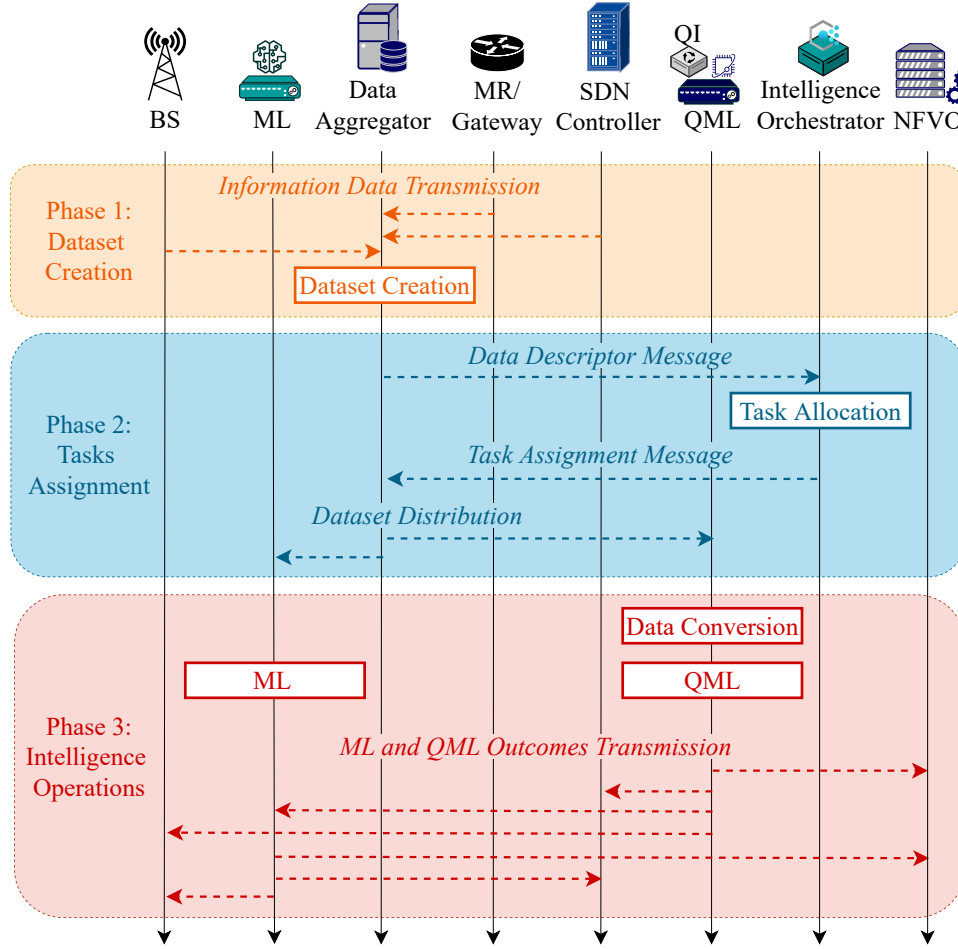 BS
ML
Data
Aggregator
MR/
Gateway
SDN
Controller
QI
QML
Intelligence
Orchestrator
NFVO
Phase 1:
Dataset
Creation
Information Data Transmission
Dataset Creation
Phase 2:
Tasks
Assignment
Data Descriptor Message
Task Allocation
Task Assignment Message
Dataset Distribution
Phase 3:
Intelligence
Operations
Data Conversion
ML
QML
ML and QML Outcomes Transmission